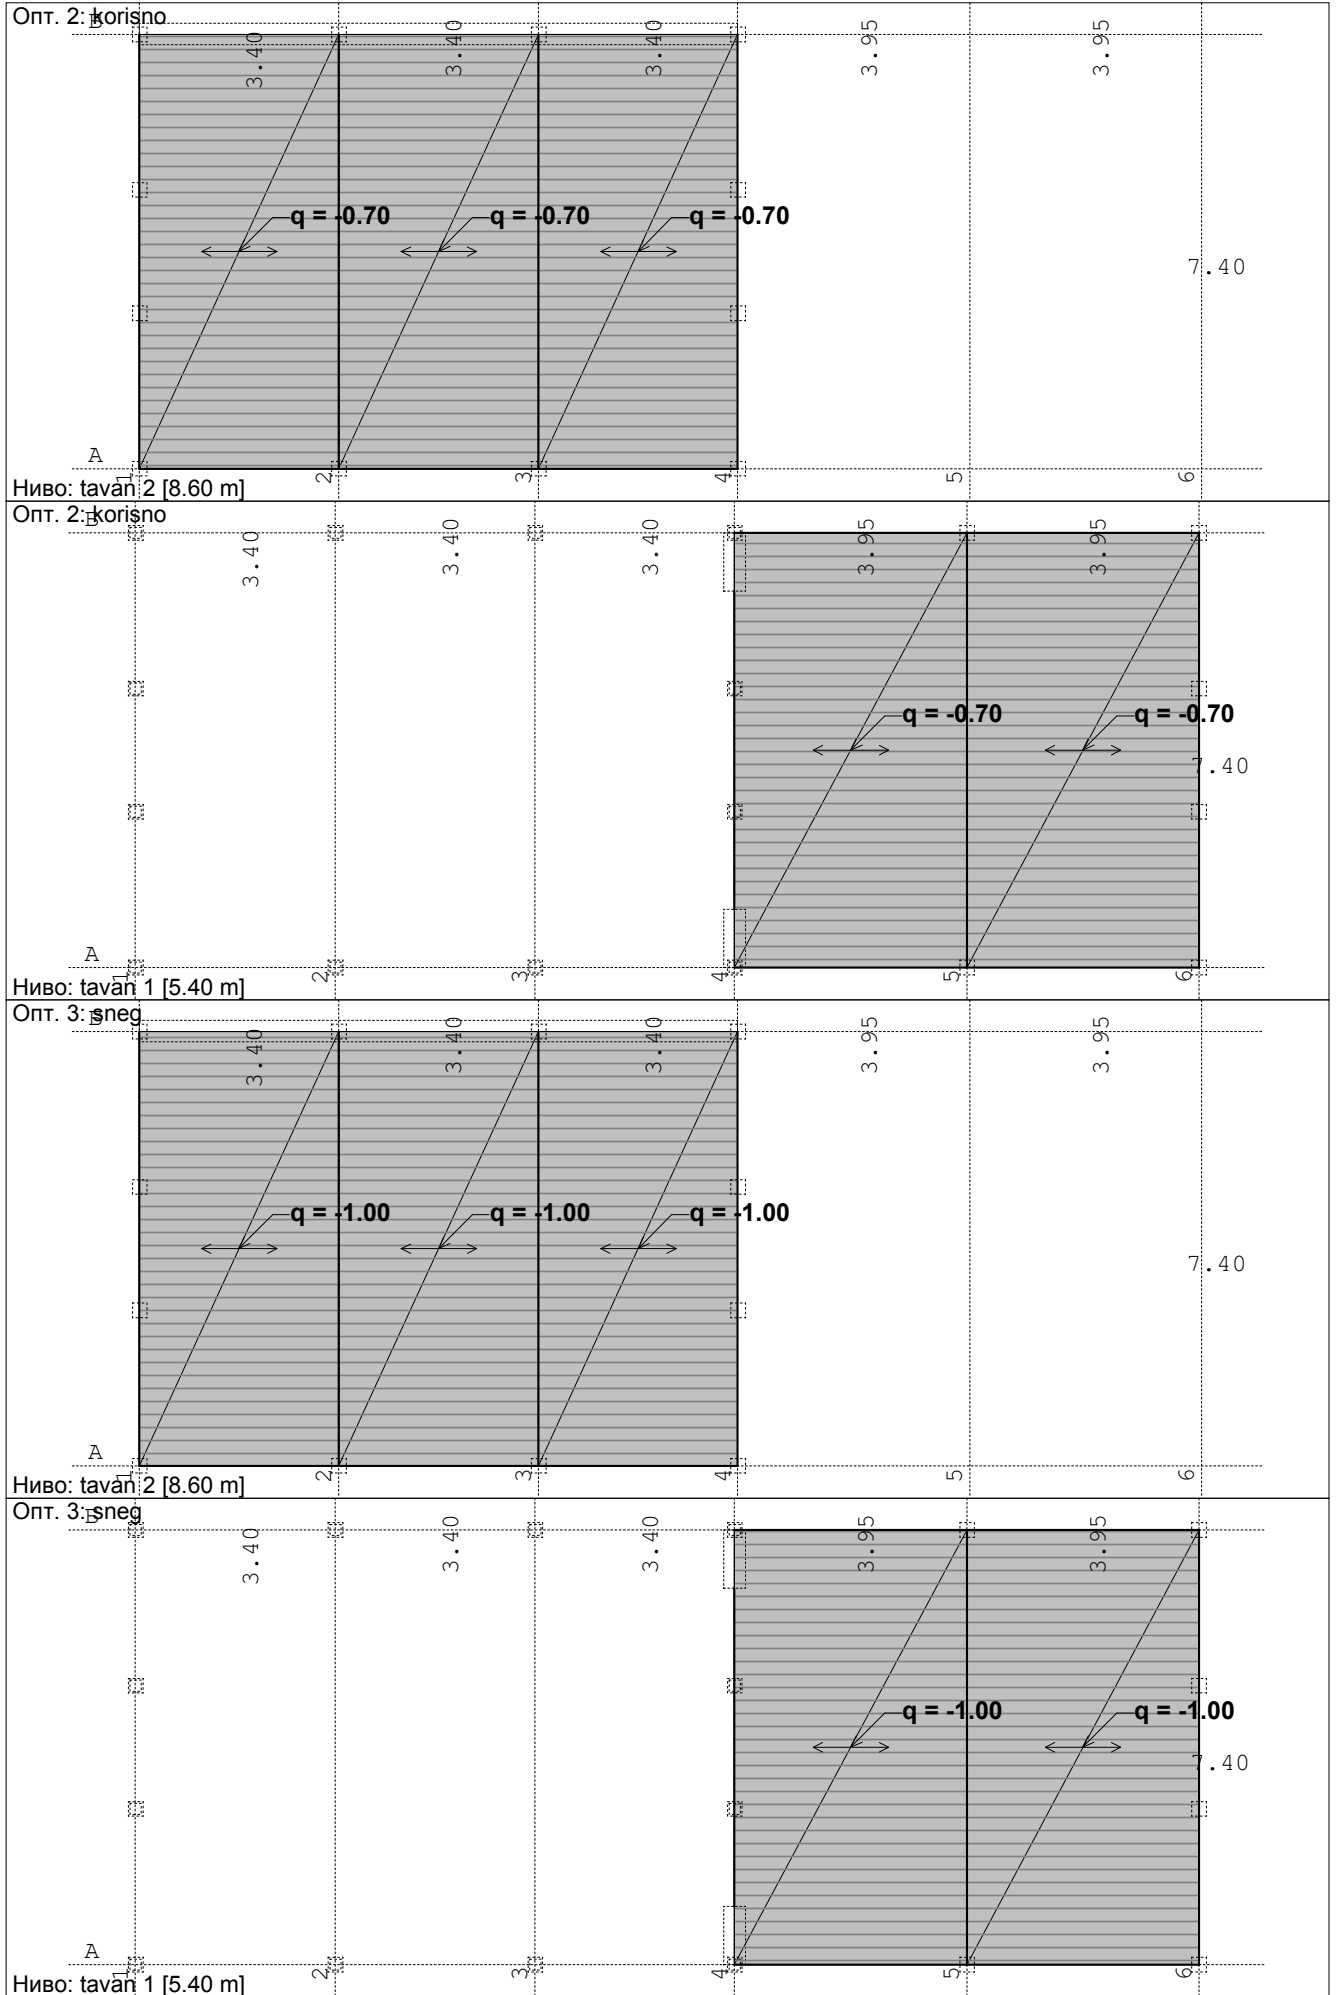 Опт. 2: korisno
B
3.40
3.40
3.40
3.95
3.95
q = -0.70
q = -0.70
q = -0.70
7.40
A
1
2
3
4
5
6
Ниво: tavan 2 [8.60 m]
Опт. 2: korisno
B
3.40
3.40
3.40
3.95
3.95
q = -0.70
q = -0.70
7.40
A
1
2
3
4
5
6
Ниво: tavan 1 [5.40 m]
Опт. 3: sneg
B
3.40
3.40
3.40
3.95
3.95
q = -1.00
q = -1.00
q = -1.00
7.40
A
1
2
3
4
5
6
Ниво: tavan 2 [8.60 m]
Опт. 3: sneg
B
3.40
3.40
3.40
3.95
3.95
q = -1.00
q = -1.00
7.40
A
1
2
3
4
5
6
Ниво: tavan 1 [5.40 m]